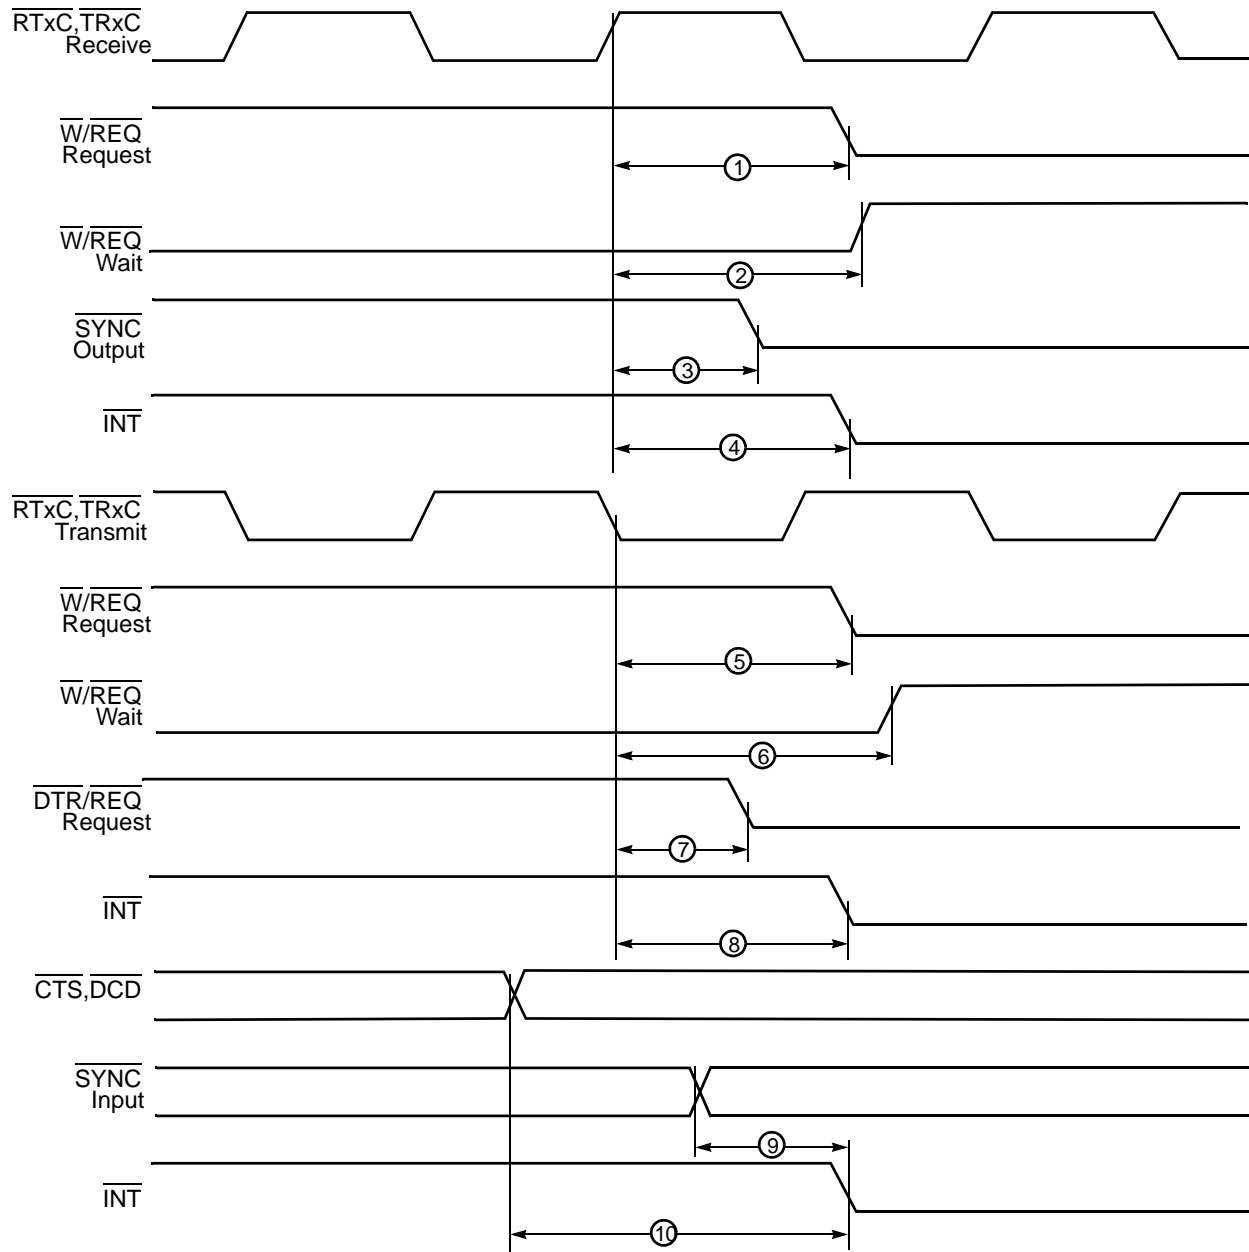 RTxC,TRxC
Receive
W/REQ
Request
1
W/REQ
Wait
2
SYNC
Output
3
INT
4
RTxC,TRxC
Transmit
W/REQ
Request
5
W/REQ
Wait
6
DTR/REQ
Request
7
INT
8
CTS,DCD
SYNC
Input
9
INT
10